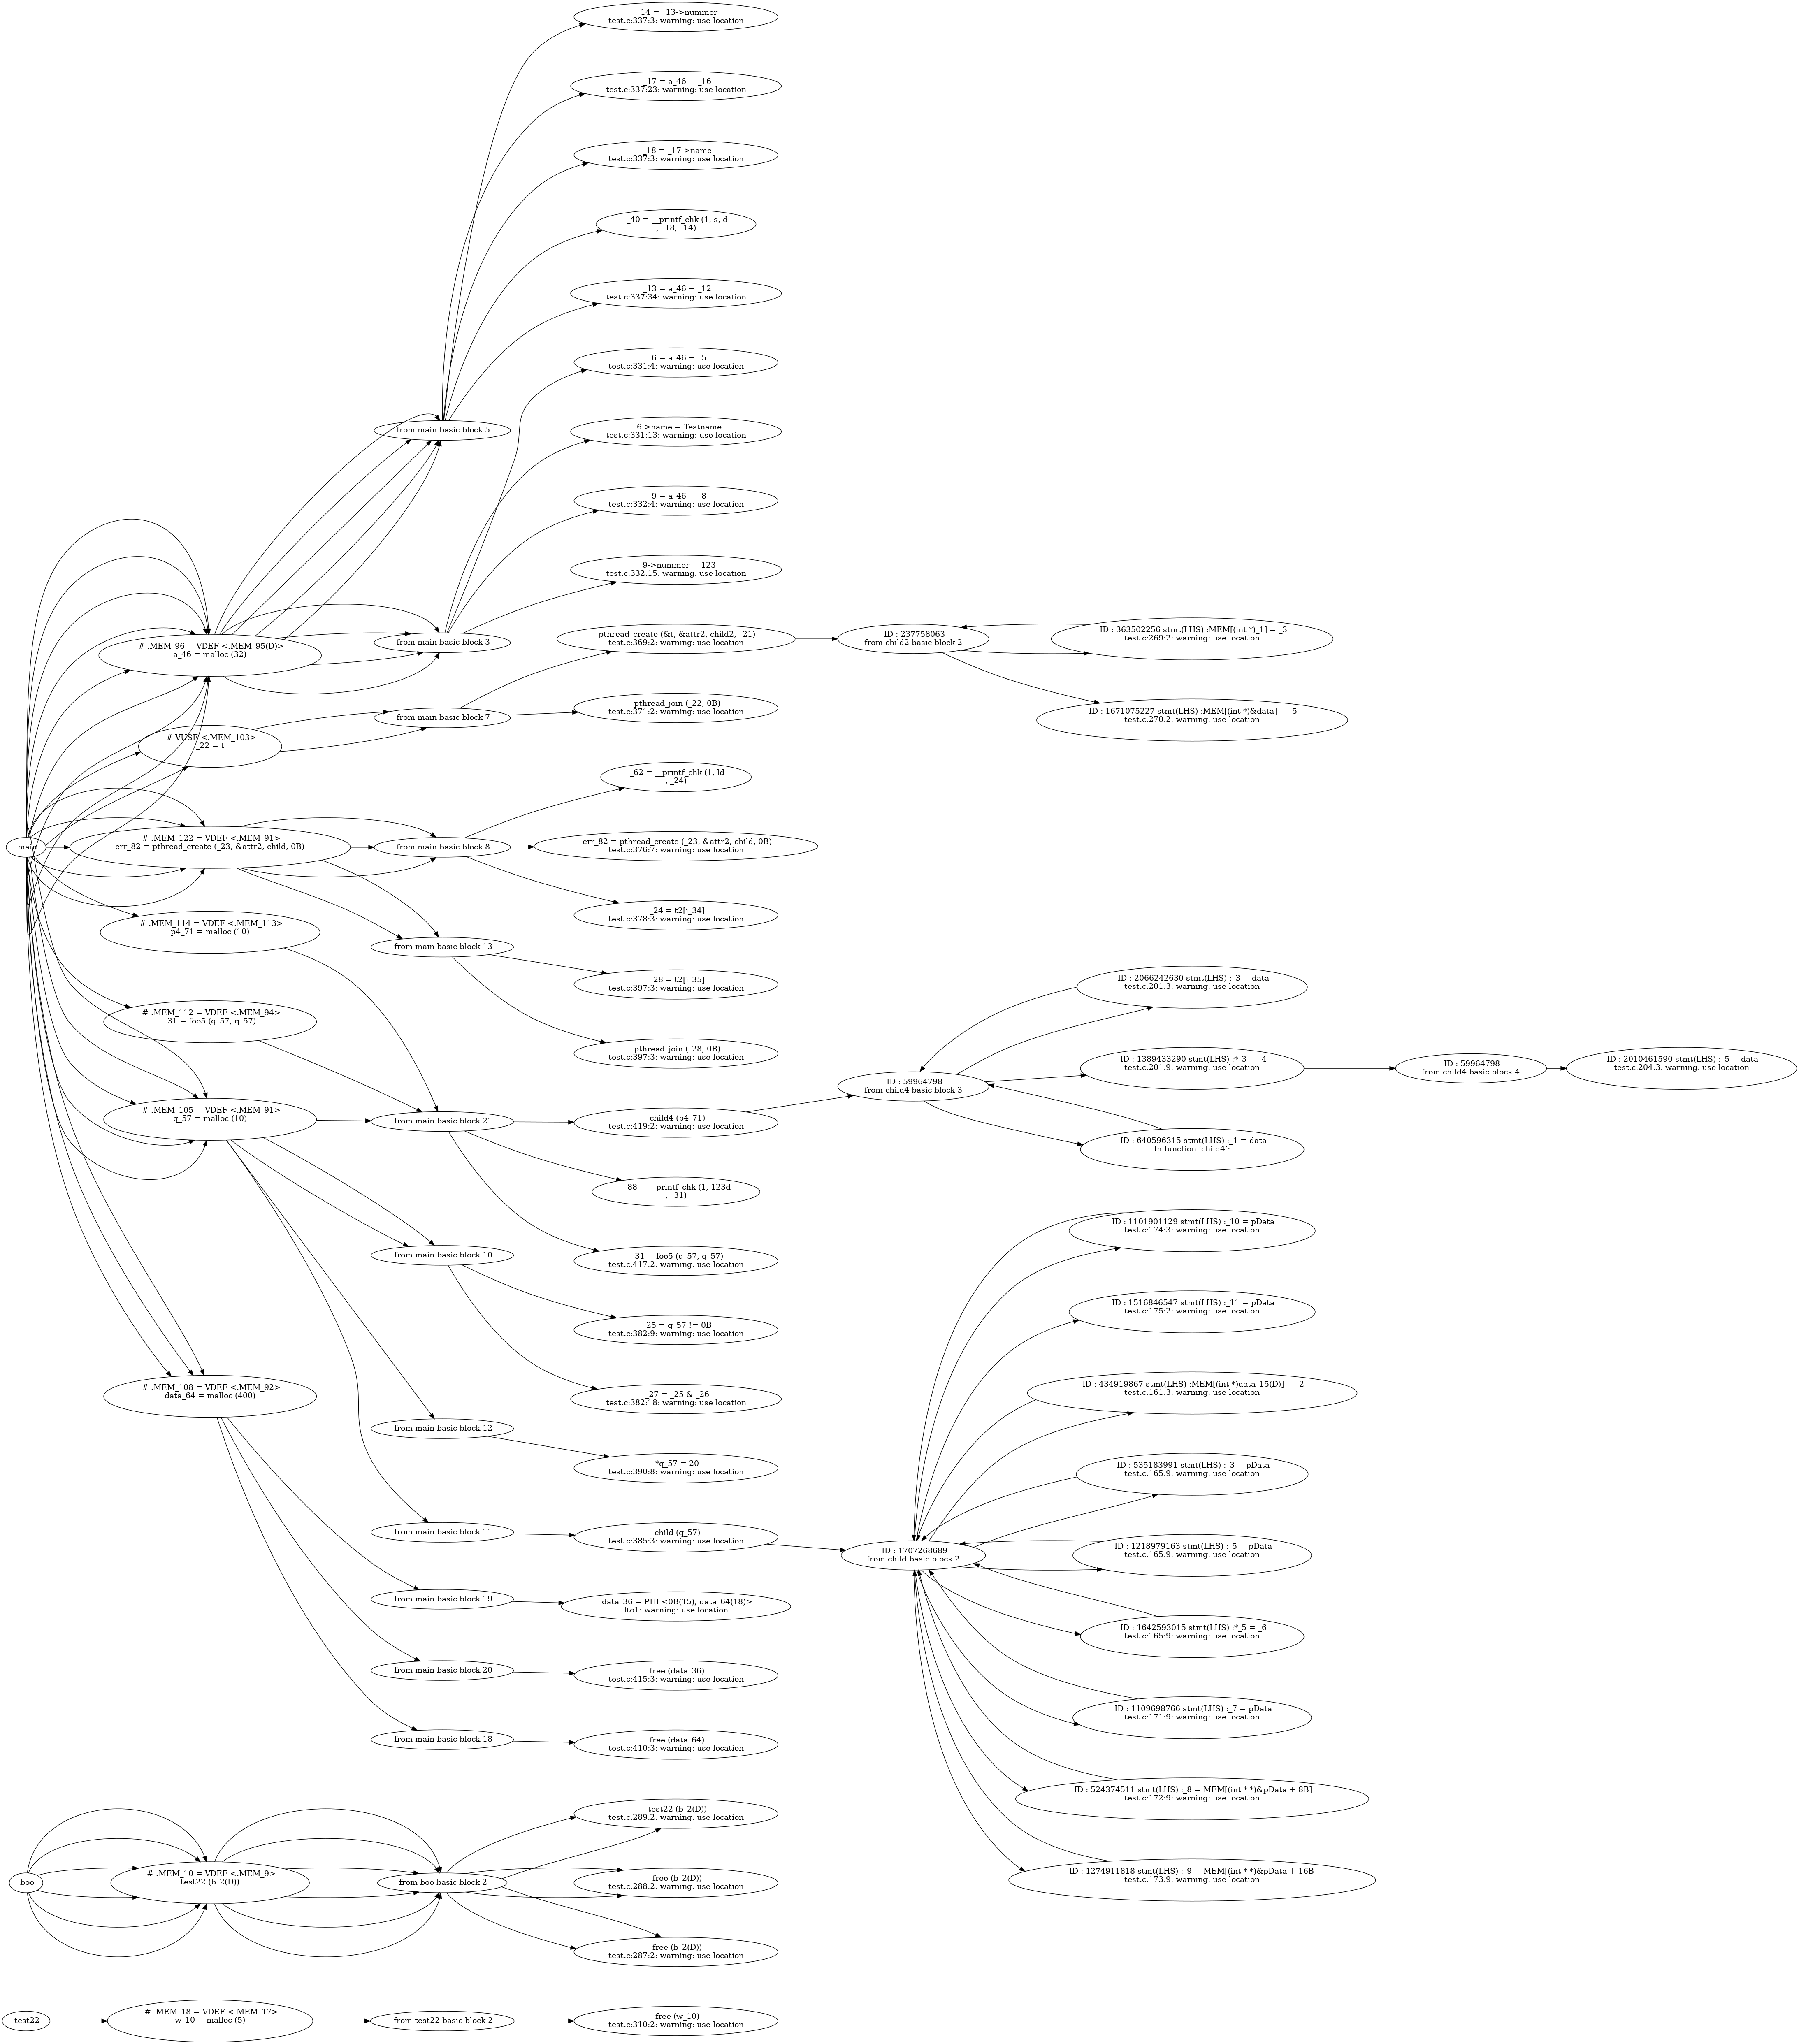 _14 = _13->nummer
test.c:337:3: warning: use location
_17 = a_46 + _16
test.c:337:23: warning: use location
_18 = _17->name
test.c:337:3: warning: use location
_40 = __printf_chk (1, s, d
, _18, _14)
_13 = a_46 + _12
test.c:337:34: warning: use location
_6 = a_46 + _5
test.c:331:4: warning: use location
from main basic block 5
_6->name = Testname
test.c:331:13: warning: use location
_9 = a_46 + _8
test.c:332:4: warning: use location
_9->nummer = 123
test.c:332:15: warning: use location
# .MEM_96 = VDEF <.MEM_95(D)>
a_46 = malloc (32)
from main basic block 3
pthread_create (&t, &attr2, child2, _21)
test.c:369:2: warning: use location
ID : 237758063
from child2 basic block 2
ID : 363502256 stmt(LHS) :MEM[(int *)_1] = _3
test.c:269:2: warning: use location
from main basic block 7
pthread_join (_22, 0B)
test.c:371:2: warning: use location
ID : 1671075227 stmt(LHS) :MEM[(int *)&data] = _5
test.c:270:2: warning: use location
# VUSE <.MEM_103>
_22 = t
_62 = __printf_chk (1, ld
, _24)
main
# .MEM_122 = VDEF <.MEM_91>
err_82 = pthread_create (_23, &attr2, child, 0B)
from main basic block 8
err_82 = pthread_create (_23, &attr2, child, 0B)
test.c:376:7: warning: use location
_24 = t2[i_34]
test.c:378:3: warning: use location
# .MEM_114 = VDEF <.MEM_113>
p4_71 = malloc (10)
from main basic block 13
_28 = t2[i_35]
test.c:397:3: warning: use location
ID : 2066242630 stmt(LHS) :_3 = data
test.c:201:3: warning: use location
# .MEM_112 = VDEF <.MEM_94>
_31 = foo5 (q_57, q_57)
pthread_join (_28, 0B)
test.c:397:3: warning: use location
ID : 59964798
from child4 basic block 3
ID : 1389433290 stmt(LHS) :*_3 = _4
test.c:201:9: warning: use location
ID : 59964798
from child4 basic block 4
ID : 2010461590 stmt(LHS) :_5 = data
test.c:204:3: warning: use location
# .MEM_105 = VDEF <.MEM_91>
q_57 = malloc (10)
from main basic block 21
child4 (p4_71)
test.c:419:2: warning: use location
ID : 640596315 stmt(LHS) :_1 = data
In function ‘child4’:
_88 = __printf_chk (1, 123d
, _31)
from main basic block 10
_31 = foo5 (q_57, q_57)
test.c:417:2: warning: use location
ID : 1101901129 stmt(LHS) :_10 = pData
test.c:174:3: warning: use location
_25 = q_57 != 0B
test.c:382:9: warning: use location
ID : 1516846547 stmt(LHS) :_11 = pData
test.c:175:2: warning: use location
# .MEM_108 = VDEF <.MEM_92>
data_64 = malloc (400)
_27 = _25 & _26
test.c:382:18: warning: use location
ID : 434919867 stmt(LHS) :MEM[(int *)data_15(D)] = _2
test.c:161:3: warning: use location
from main basic block 12
*q_57 = 20
test.c:390:8: warning: use location
ID : 535183991 stmt(LHS) :_3 = pData
test.c:165:9: warning: use location
from main basic block 11
child (q_57)
test.c:385:3: warning: use location
ID : 1707268689
from child basic block 2
ID : 1218979163 stmt(LHS) :_5 = pData
test.c:165:9: warning: use location
from main basic block 19
data_36 = PHI <0B(15), data_64(18)>
lto1: warning: use location
ID : 1642593015 stmt(LHS) :*_5 = _6
test.c:165:9: warning: use location
from main basic block 20
free (data_36)
test.c:415:3: warning: use location
ID : 1109698766 stmt(LHS) :_7 = pData
test.c:171:9: warning: use location
from main basic block 18
free (data_64)
test.c:410:3: warning: use location
ID : 524374511 stmt(LHS) :_8 = MEM[(int * *)&pData + 8B]
test.c:172:9: warning: use location
test22 (b_2(D))
test.c:289:2: warning: use location
ID : 1274911818 stmt(LHS) :_9 = MEM[(int * *)&pData + 16B]
test.c:173:9: warning: use location
boo
# .MEM_10 = VDEF <.MEM_9>
test22 (b_2(D))
from boo basic block 2
free (b_2(D))
test.c:288:2: warning: use location
free (b_2(D))
test.c:287:2: warning: use location
test22
# .MEM_18 = VDEF <.MEM_17>
w_10 = malloc (5)
from test22 basic block 2
free (w_10)
test.c:310:2: warning: use location